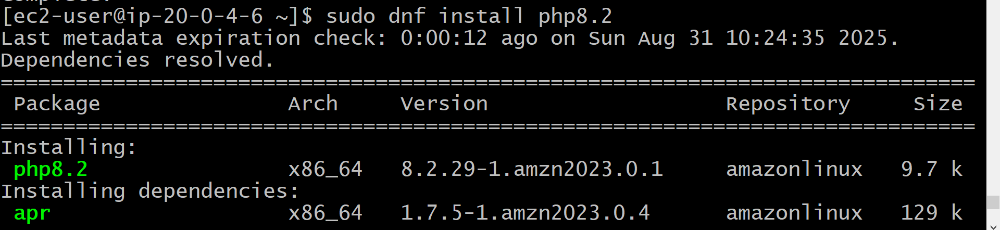 Complete!
[ec2-user@ip-20-0-4-6 ~]$ sudo dnf install php8.2
Last metadata expiration check: 0:00:12 ago on Sun Aug 31 10:24:35 2025.
Dependencies resolved.
==============================================================================
Package Arch Version Repository Size
==============================================================================
Installing:
php8.2 x86_64 8.2.29-1.amzn2023.0.1 amazonlinux 9.7 k
Installing dependencies:
apr x86_64 1.7.5-1.amzn2023.0.4 amazonlinux 129 k